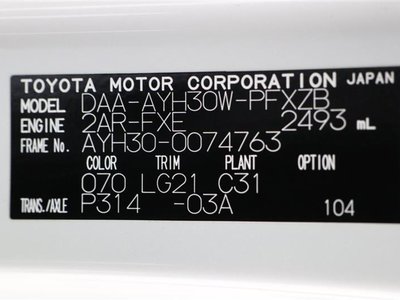 TOYOTA MOTOR CORPORATION JAPAN
MODEL DAA-AYH30W-PFXZB
ENGINE 2AR-FXE 2493 mL
FRAME No. AYH30-0074763
COLOR TRIM PLANT OPTION
070 LG21 C31
TRANS./AXLE P314 -03A 104